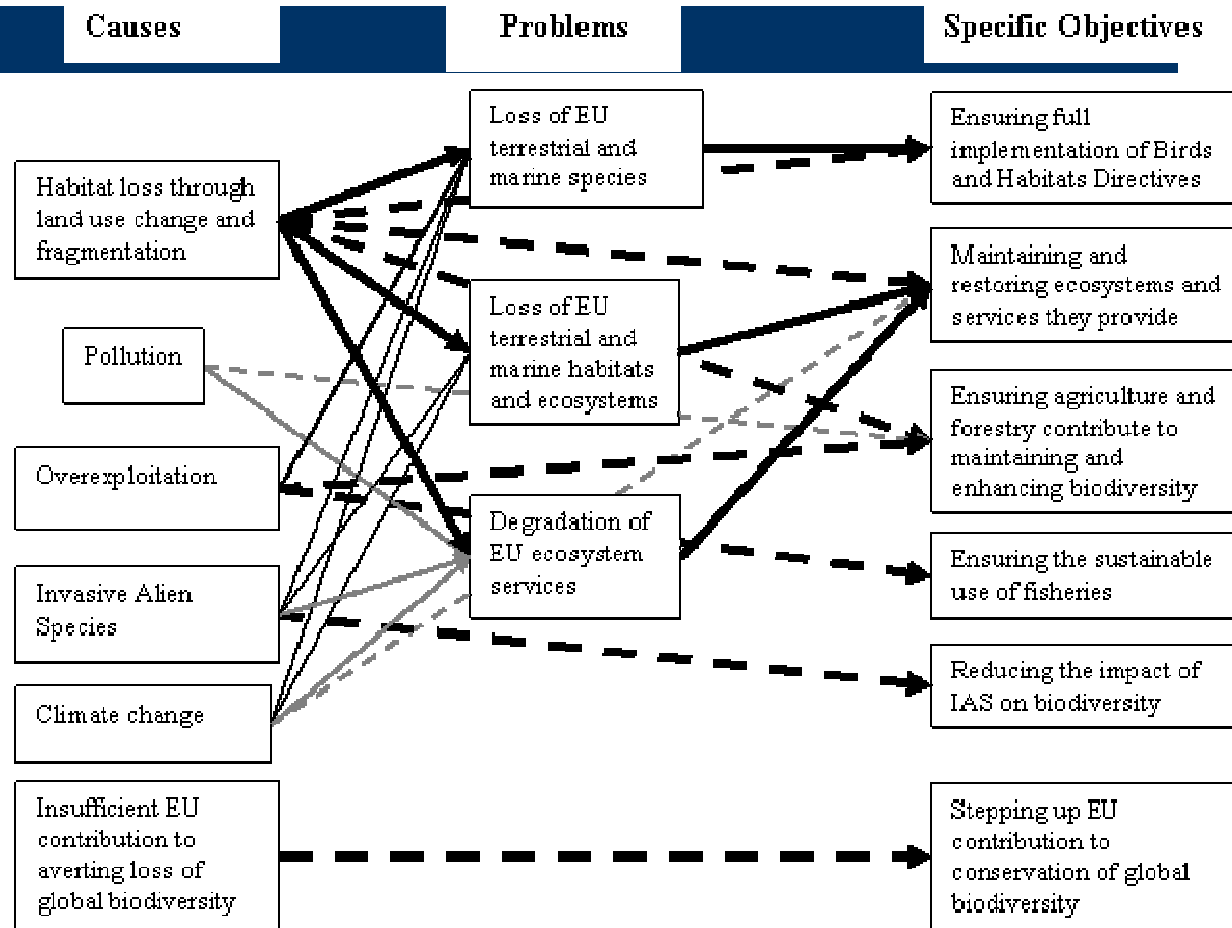 Causes
Problems
Specific Objectives
Habitat loss through
land use change and
fragmentation
Pollution
Overexploitation
Invasive Alien
Species
Climate change
Insufficient EU
contribution to
averting loss of
global biodiversity
Loss of EU
terrestrial and
marine species
Loss of EU
terrestrial and
marine habitats
and ecosystems
Degradation of
EU ecosystem
services
Ensuring full
implementation of Birds
and Habitats Directives
Maintaining and
restoring ecosystems and
services they provide
Ensuring agriculture and
forestry contribute to
maintaining and
enhancing biodiversity
Ensuring the sustainable
use of fisheries
Reducing the impact of
IAS on biodiversity
Stepping up EU
contribution to
conservation of global
biodiversity